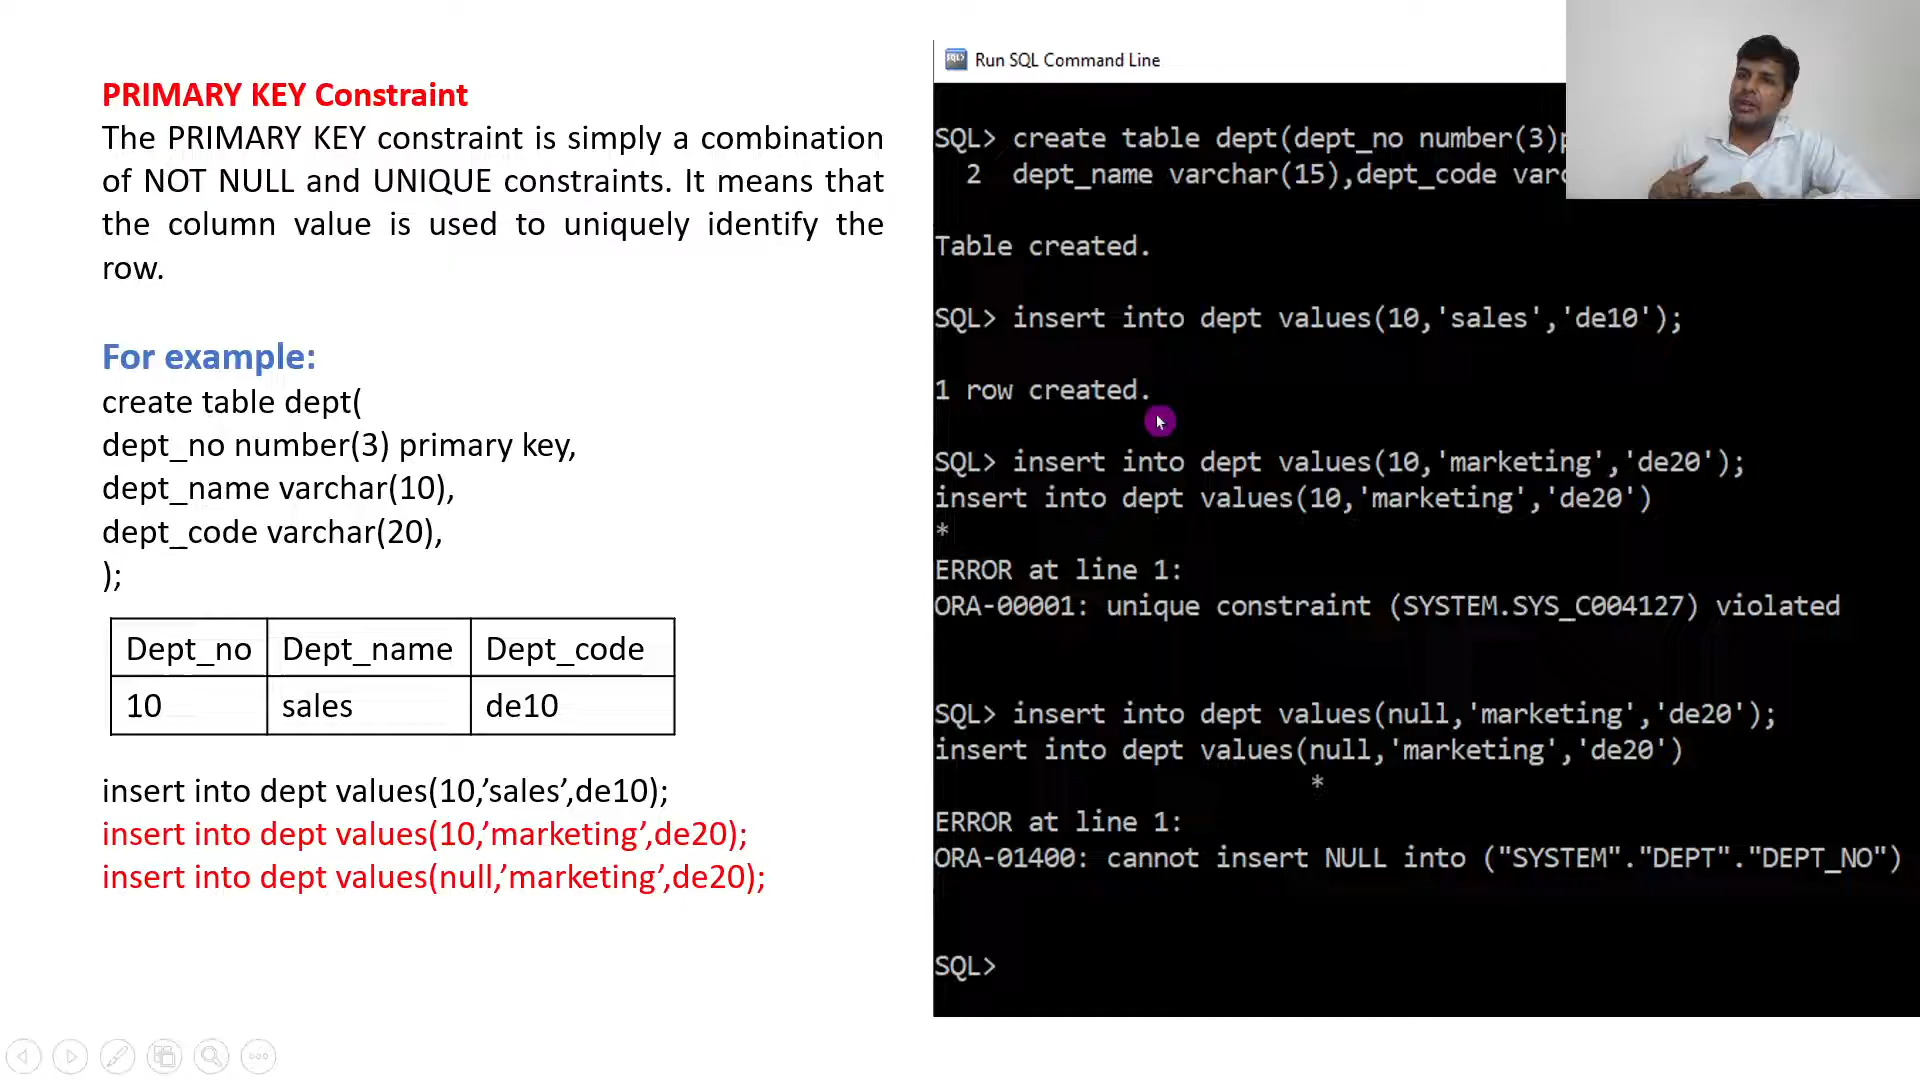 PRIMARY KEY Constraint
The PRIMARY KEY constraint is simply a combination
of NOT NULL and UNIQUE constraints. It means that
the column value is used to uniquely identify the
row.
For example:
create table dept(
dept_no number(3) primary key,
dept_name varchar(10),
dept_code varchar(20),
);
Dept_no Dept_name Dept_code
10 sales de10
insert into dept values(10,’sales’,de10);
insert into dept values(10,’marketing’,de20);
insert into dept values(null,’marketing’,de20);
Run SQL Command Line
SQL> create table dept(dept_no number(3)p
2 dept_name varchar(15),dept_code varc
Table created.
SQL> insert into dept values(10,'sales','de10');
1 row created.
SQL> insert into dept values(10,'marketing','de20');
insert into dept values(10,'marketing','de20')
*
ERROR at line 1:
ORA-00001: unique constraint (SYSTEM.SYS_C004127) violated
SQL> insert into dept values(null,'marketing','de20');
insert into dept values(null,'marketing','de20')
*
ERROR at line 1:
ORA-01400: cannot insert NULL into ("SYSTEM"."DEPT"."DEPT_NO")
SQL>